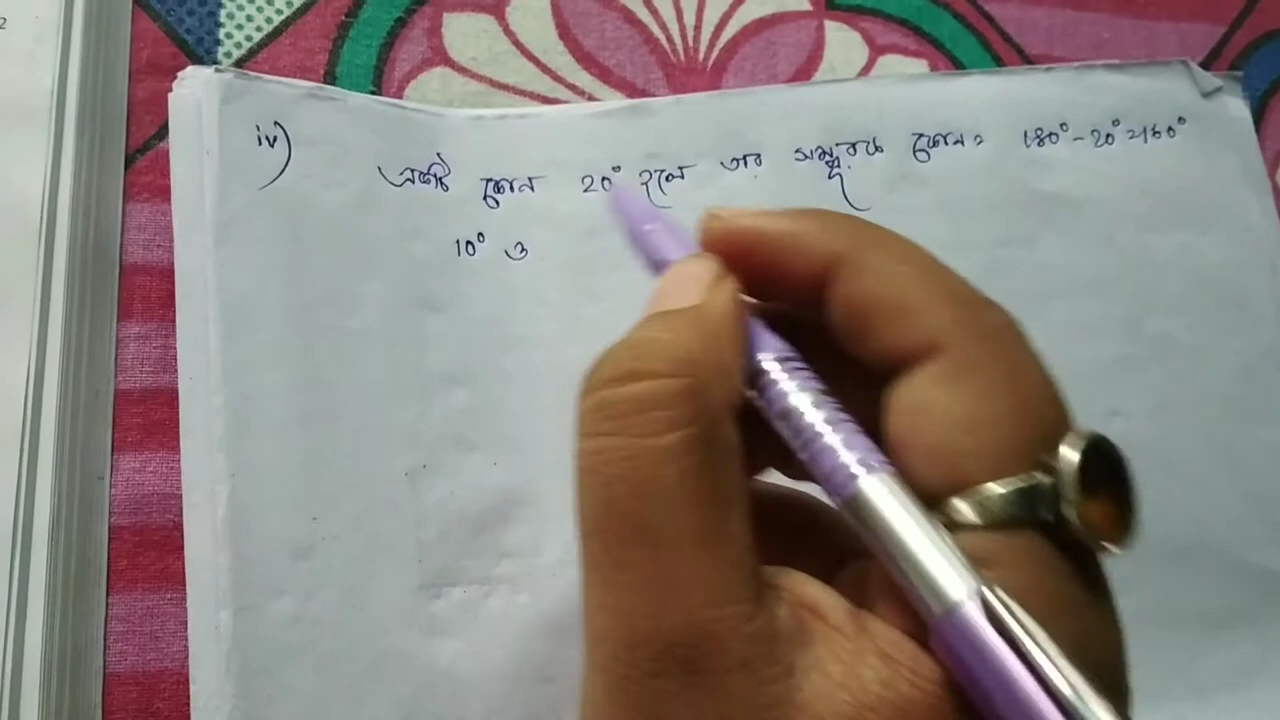 iv) একটি কোন 20° হলে তার সম্পূরক কোন = 180° - 20° = 160°
10° ও